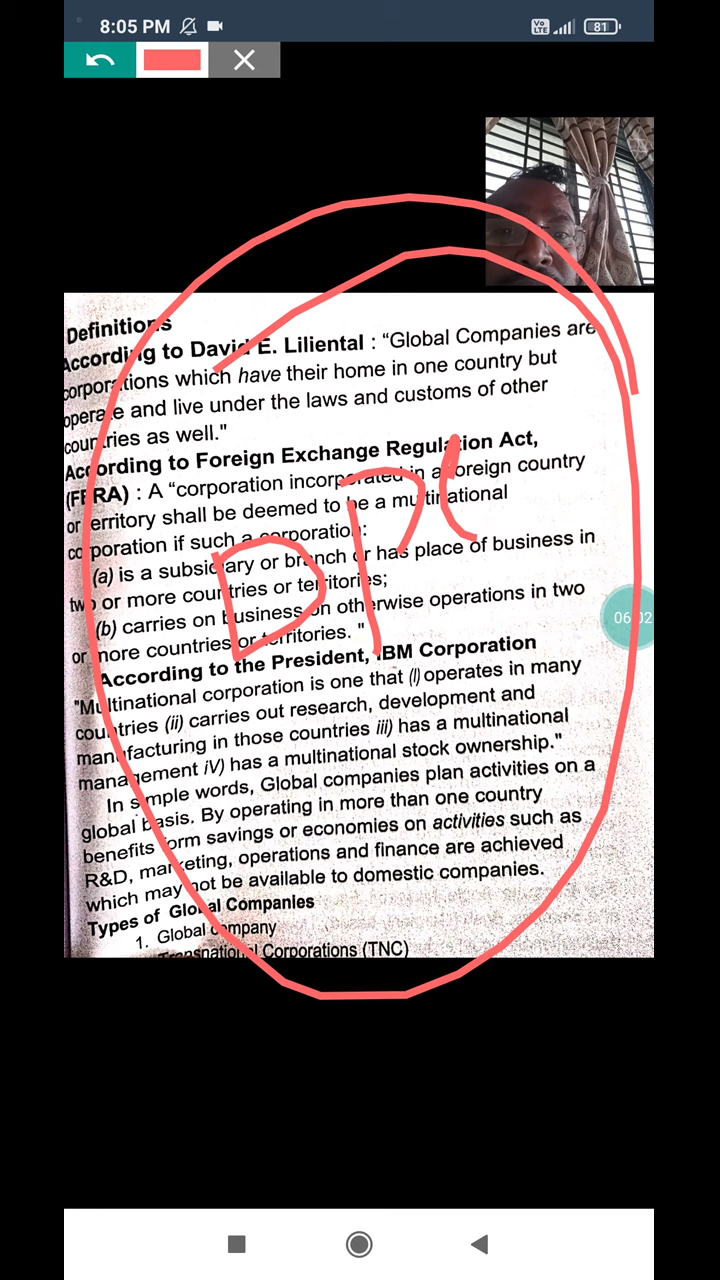 8:05 PM
Vo
LTE
81
Definitions
According to David E. Liliental : “Global Companies are
corporations which have their home in one country but
operate and live under the laws and customs of other
countries as well."
According to Foreign Exchange Regulation Act,
(FERA) : A “corporation incorporated in a foreign country
or territory shall be deemed to be a multinational
corporation if such a corporation:
(a) is a subsidiary or branch or has place of business in
two or more countries or territories;
(b) carries on business on otherwise operations in two
or more countries or territories. "
According to the President, IBM Corporation
"Multinational corporation is one that (I) operates in many
countries (ii) carries out research, development and
manufacturing in those countries iii) has a multinational
management iV) has a multinational stock ownership."
In simple words, Global companies plan activities on a
global basis. By operating in more than one country
benefits form savings or economies on activities such as
R&D, marketing, operations and finance are achieved
which may not be available to domestic companies.
Types of Global Companies
1. Global company
Transnational Corporations (TNC)
DPC
06:02